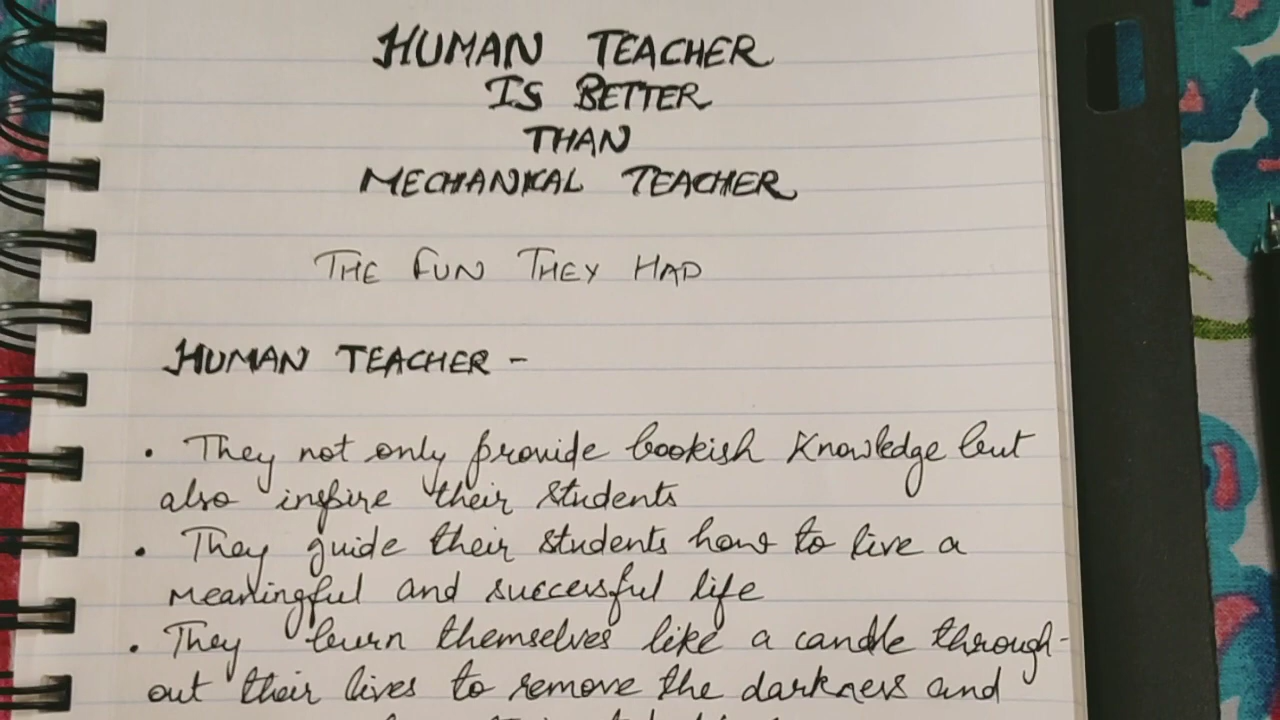 HUMAN TEACHER
IS BETTER
THAN
MECHANICAL TEACHER
THE FUN THEY HAD
HUMAN TEACHER -
• They not only provide bookish Knowledge but
also inspire their students
• They guide their students how to live a
meaningful and successful life
• They burn themselves like a candle through-
out their lives to remove the darkness and